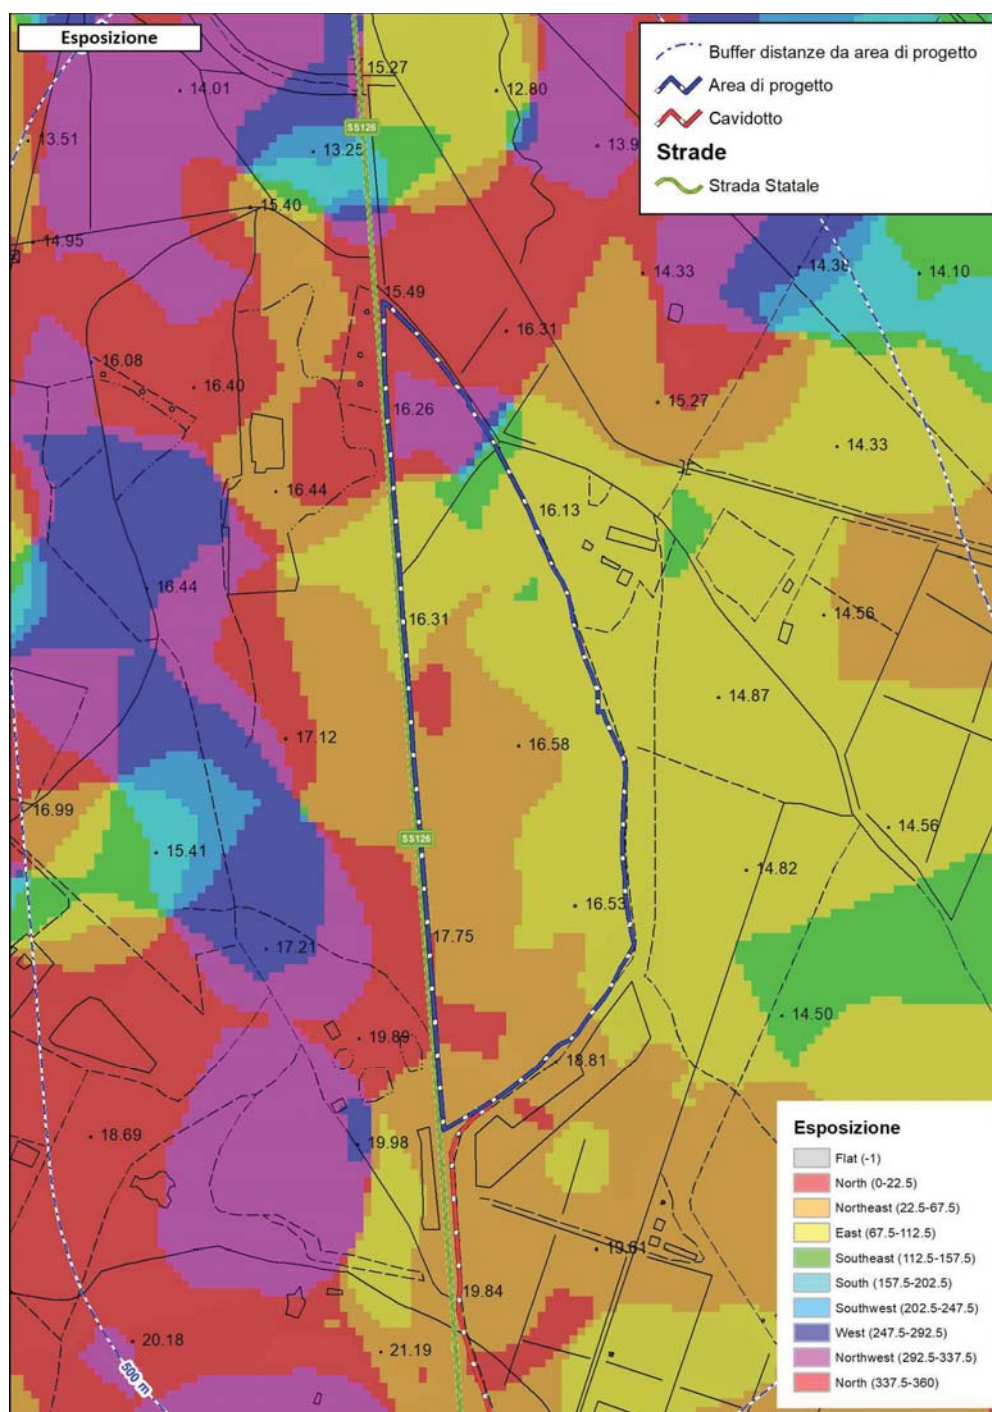 Esposizione
Buffer distanze da area di progetto
Area di progetto
Cavidotto
Strade
Strada Statale
15.27
14.01
12.80
SS126
13.51
13.25
13.9
15.40
14.95
14.38
14.33
14.10
15.49
16.31
16.08
16.40
16.26
15.27
14.33
16.44
16.13
16.44
16.31
14.56
14.87
17.12
16.58
16.99
SS126
14.56
15.41
14.82
16.53
17.21
17.75
14.50
19.89
18.81
18.69
19.98
19.61
19.84
20.18
21.19
500 m
Esposizione
Flat (-1)
North (0-22.5)
Northeast (22.5-67.5)
East (67.5-112.5)
Southeast (112.5-157.5)
South (157.5-202.5)
Southwest (202.5-247.5)
West (247.5-292.5)
Northwest (292.5-337.5)
North (337.5-360)